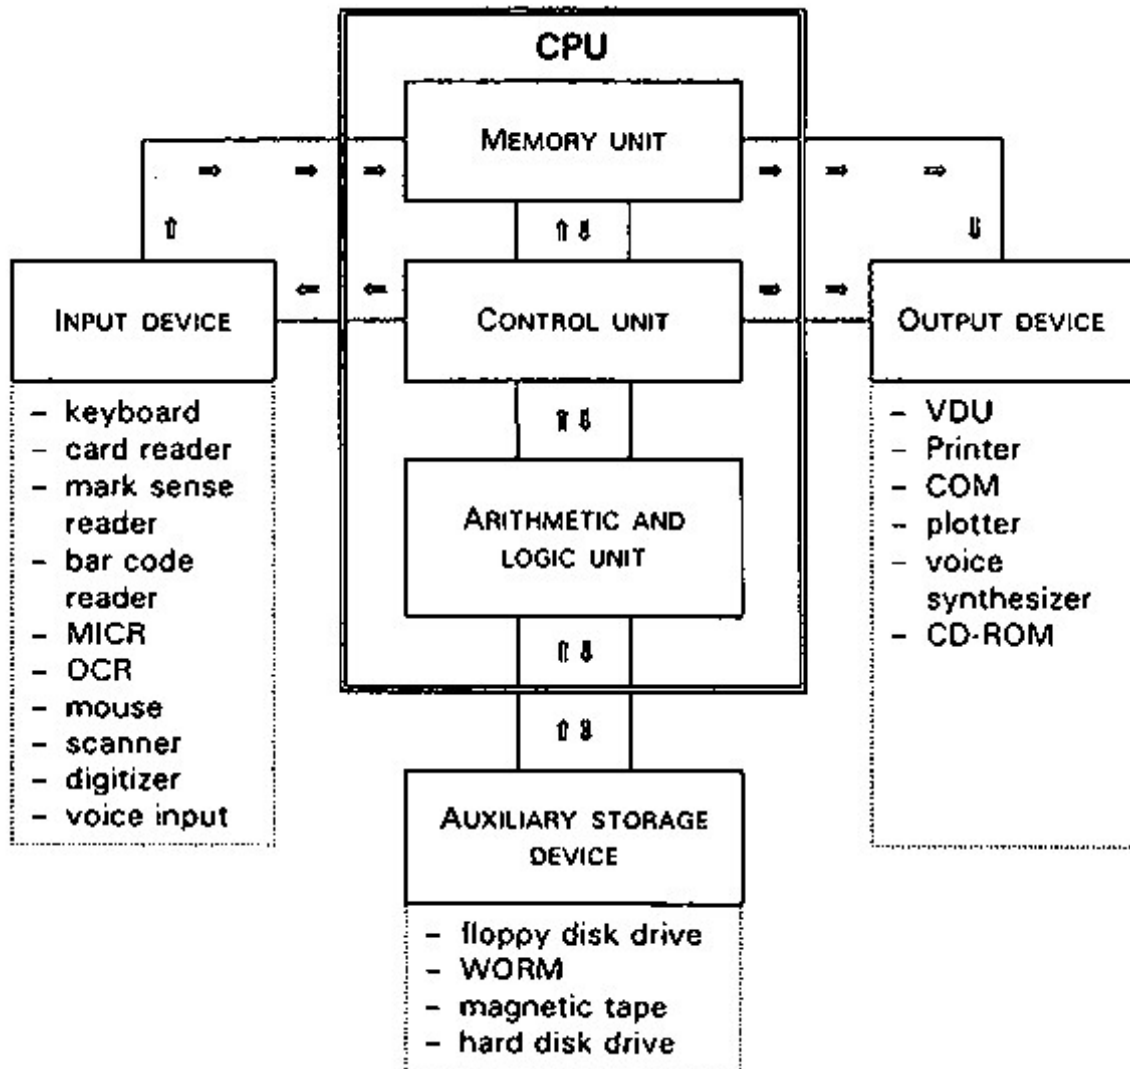 CPU
MEMORY UNIT
INPUT DEVICE
CONTROL UNIT
OUTPUT DEVICE
– keyboard
– card reader
– mark sense
reader
– bar code
reader
– MICR
– OCR
– mouse
– scanner
– digitizer
– voice input
ARITHMETIC AND
LOGIC UNIT
– VDU
– Printer
– COM
– plotter
– voice
synthesizer
– CD-ROM
AUXILIARY STORAGE
DEVICE
– floppy disk drive
– WORM
– magnetic tape
– hard disk drive